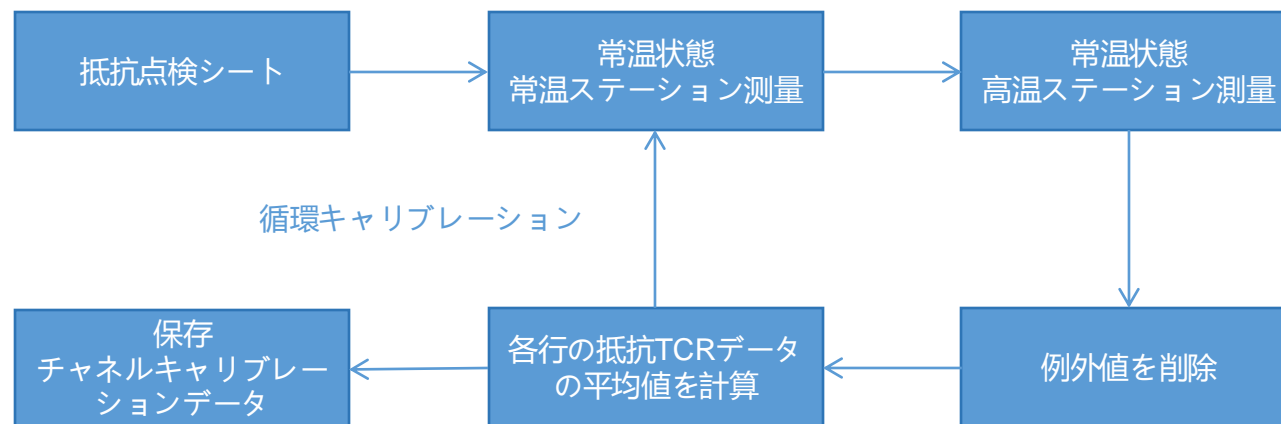 抵抗点検シート
常温状態
常温ステーション测量
常温状態
高温ステーション測量
循環キャリブレーション
保存
チャネルキャリブレー
ションデータ
各行の抵抗TCRデータ
の平均値を計算
例外値を削除